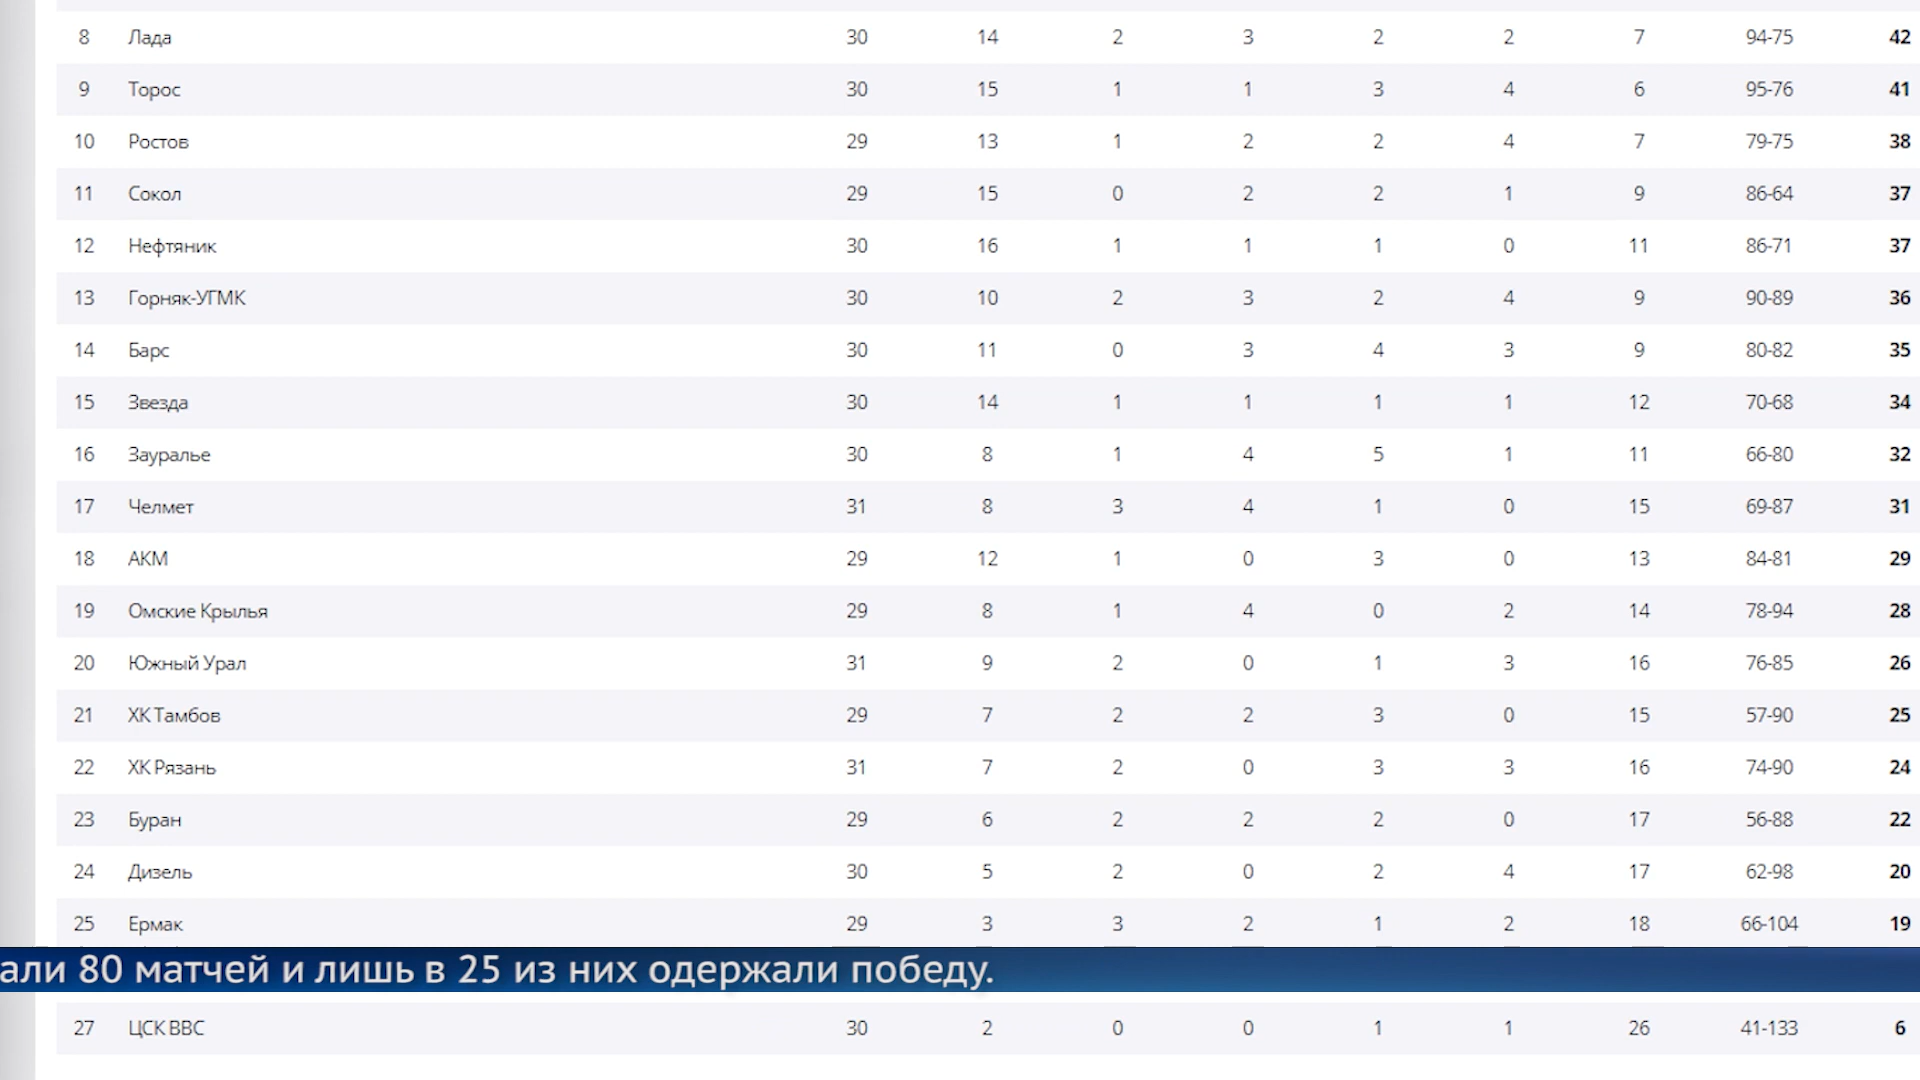 8 Лада 30 14 2 3 2 2 7 94-75 42
9 Торос 30 15 1 1 3 4 6 95-76 41
10 Ростов 29 13 1 2 2 4 7 79-75 38
11 Сокол 29 15 0 2 2 1 9 86-64 37
12 Нефтяник 30 16 1 1 1 0 11 86-71 37
13 Горняк-УГМК 30 10 2 3 2 4 9 90-89 36
14 Барс 30 11 0 3 4 3 9 80-82 35
15 Звезда 30 14 1 1 1 1 12 70-68 34
16 Зауралье 30 8 1 4 5 1 11 66-80 32
17 Челмет 31 8 3 4 1 0 15 69-87 31
18 АКМ 29 12 1 0 3 0 13 84-81 29
19 Омские Крылья 29 8 1 4 0 2 14 78-94 28
20 Южный Урал 31 9 2 0 1 3 16 76-85 26
21 ХК Тамбов 29 7 2 2 3 0 15 57-90 25
22 ХК Рязань 31 7 2 0 3 3 16 74-90 24
23 Буран 29 6 2 2 2 0 17 56-88 22
24 Дизель 30 5 2 0 2 4 17 62-98 20
25 Ермак 29 3 3 2 1 2 18 66-104 19
али 80 матчей и лишь в 25 из них одержали победу.
27 ЦСК ВВС 30 2 0 0 1 1 26 41-133 6